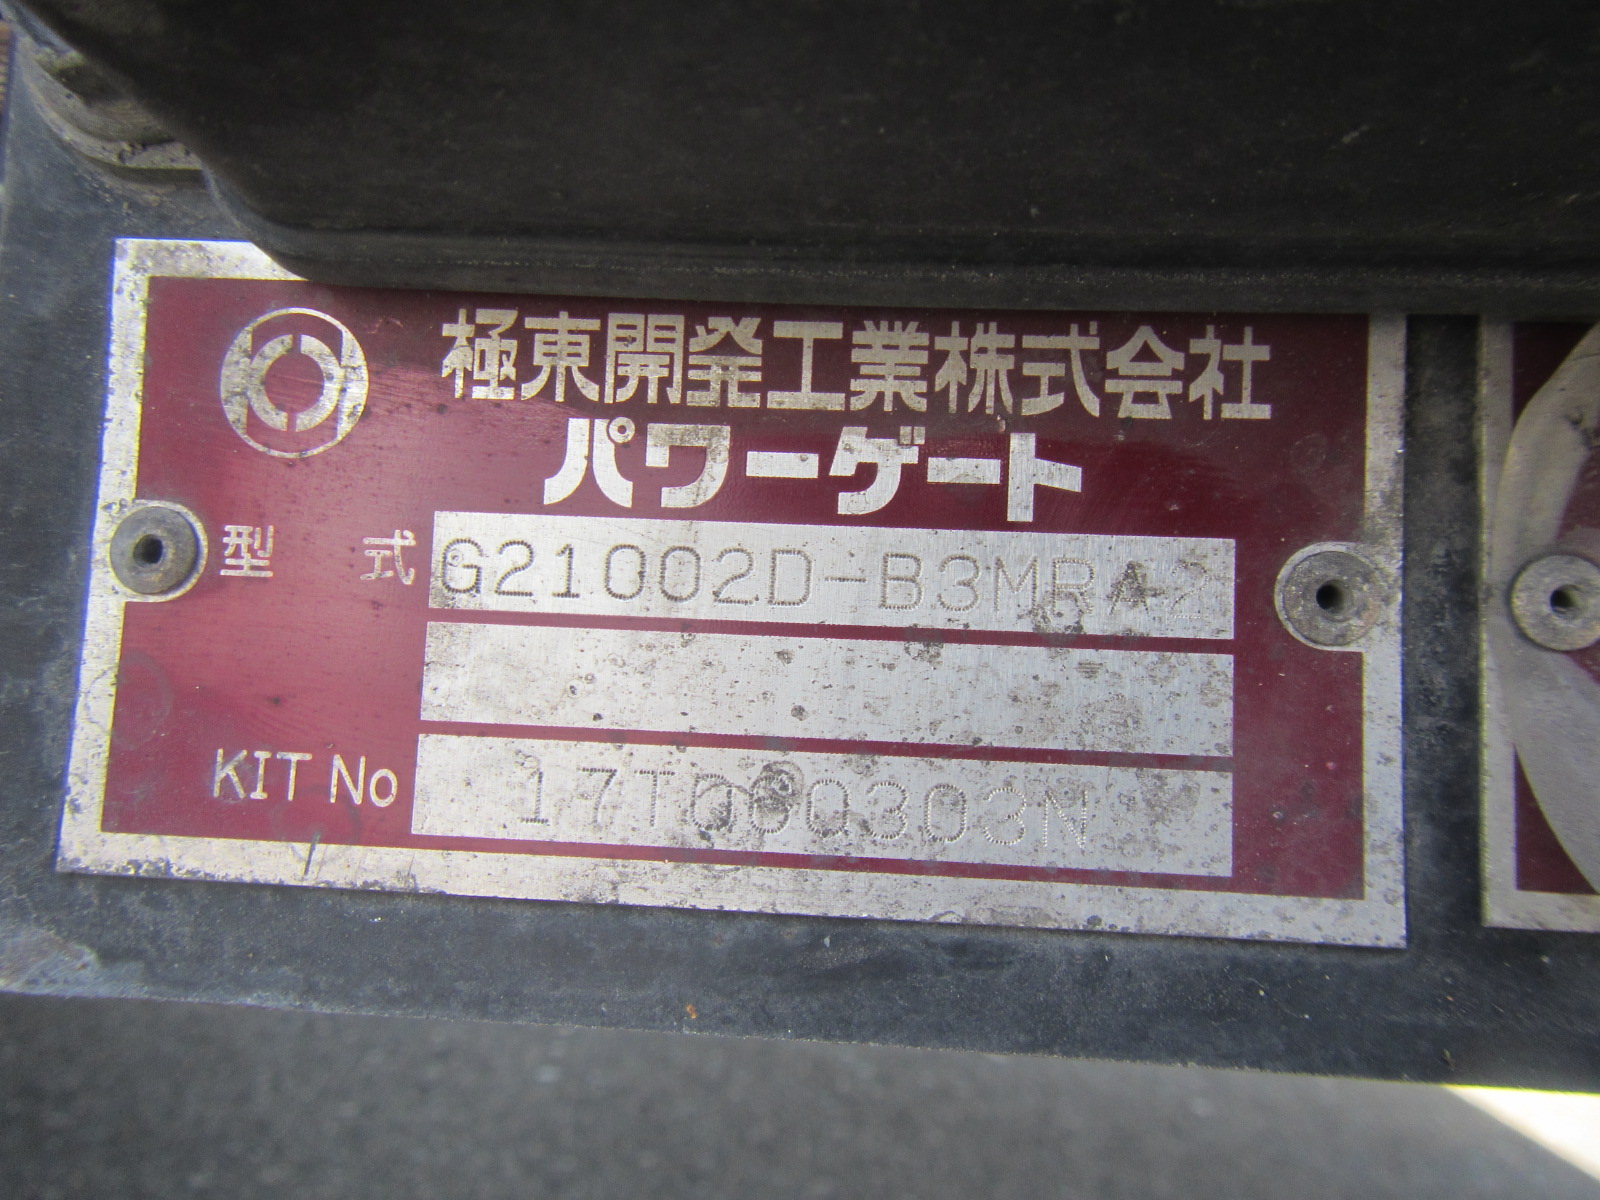 極東開発工業株式会社
パワーゲート
型 式 G21002D-B3MRA2
KIT No 17T000303N